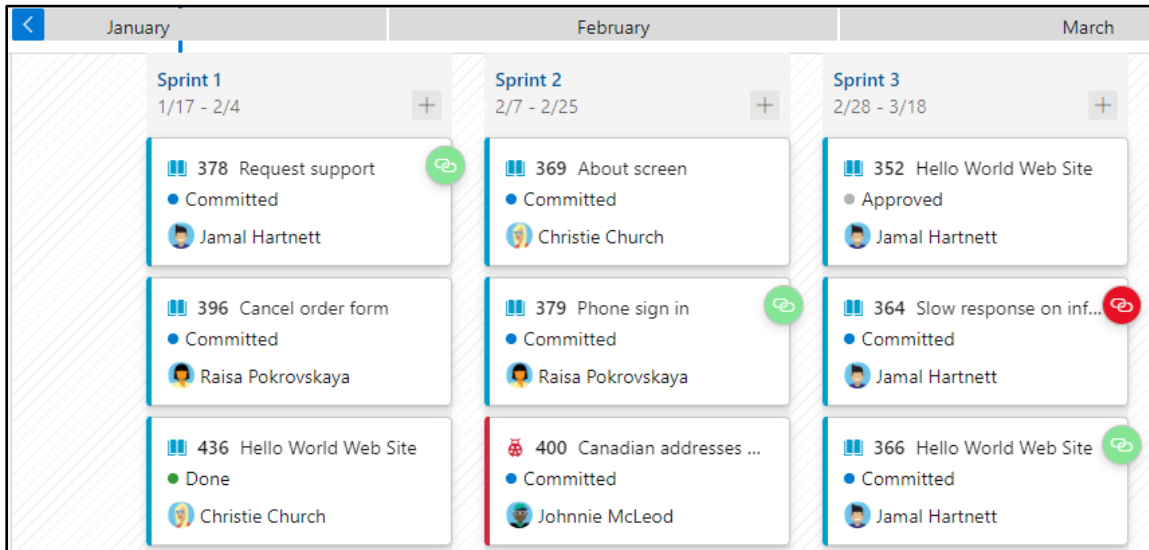 January
February
March
Sprint 1
1/17 - 2/4
378 Request support
Committed
Jamal Hartnett
396 Cancel order form
Committed
Raisa Pokrovskaya
436 Hello World Web Site
Done
Christie Church
Sprint 2
2/7 - 2/25
369 About screen
Committed
Christie Church
379 Phone sign in
Committed
Raisa Pokrovskaya
400 Canadian addresses ...
Committed
Johnnie McLeod
Sprint 3
2/28 - 3/18
352 Hello World Web Site
Approved
Jamal Hartnett
364 Slow response on inf...
Committed
Jamal Hartnett
366 Hello World Web Site
Committed
Jamal Hartnett